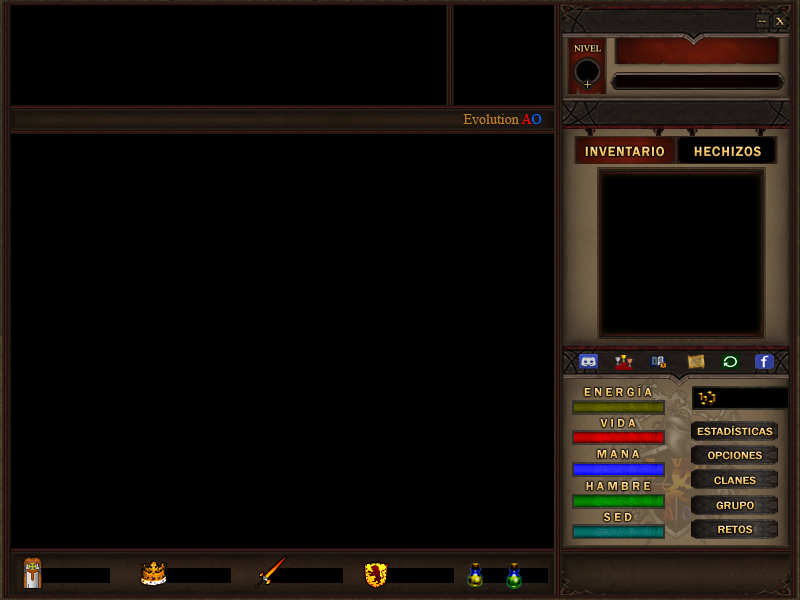 -- X
NIVEL
+
Evolution AO
INVENTARIO HECHIZOS
f
ENERGÍA
VIDA
ESTADÍSTICAS
MANA
OPCIONES
CLANES
HAMBRE
GRUPO
SED
RETOS